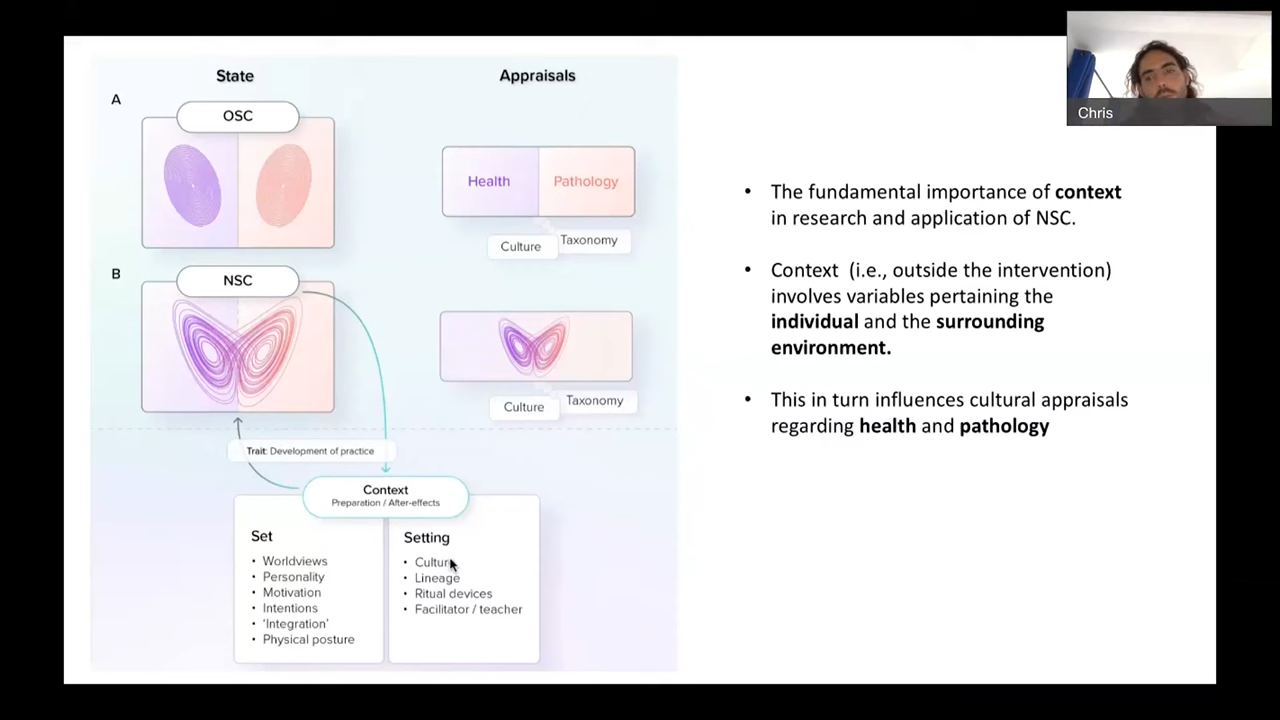 State
Appraisals
A
OSC
Health
Pathology
Culture
Taxonomy
B
NSC
Culture
Taxonomy
Trait: Development of practice
Context
Preparation / After-effects
Set
• Worldviews
• Personality
• Motivation
• Intentions
• ‘Integration’
• Physical posture
Setting
• Cultur
• Lineage
• Ritual devices
• Facilitator / teacher
• The fundamental importance of context
in research and application of NSC.
• Context (i.e., outside the intervention)
involves variables pertaining the
individual and the surrounding
environment.
• This in turn influences cultural appraisals
regarding health and pathology
Chris